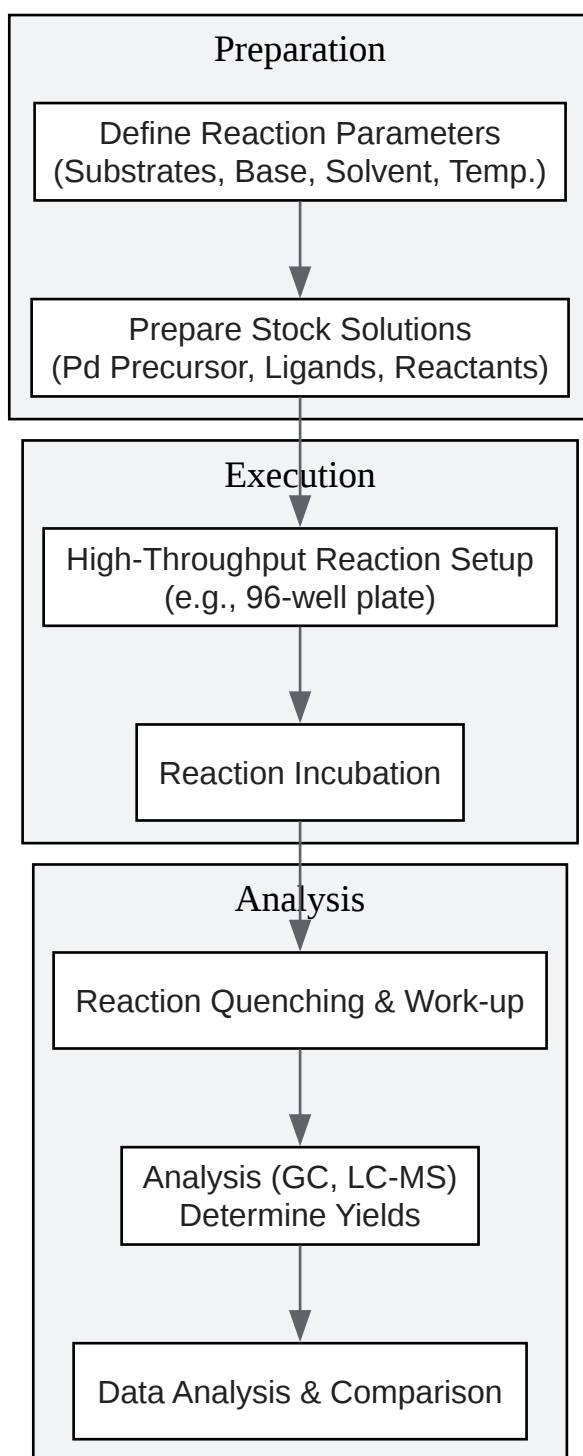 Preparation
Define Reaction Parameters
(Substrates, Base, Solvent, Temp.)
Prepare Stock Solutions
(Pd Precursor, Ligands, Reactants)
Execution
High-Throughput Reaction Setup
(e.g., 96-well plate)
Reaction Incubation
Analysis
Reaction Quenching & Work-up
Analysis (GC, LC-MS)
Determine Yields
Data Analysis & Comparison